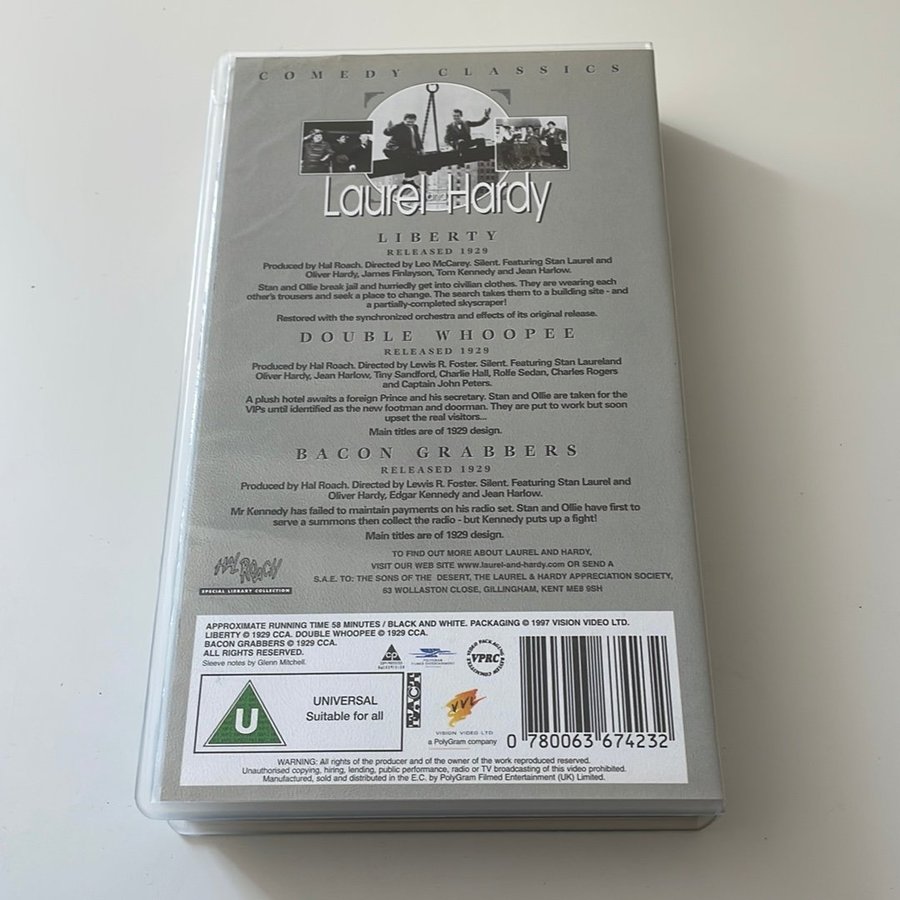 COMEDY CLASSICS
Laurel and Hardy
LIBERTY
RELEASED 1929
Produced by Hal Roach. Directed by Leo McCarey. Silent. Featuring Stan Laurel and
Oliver Hardy, James Finlayson, Tom Kennedy and Jean Harlow.
Stan and Ollie break jail and hurriedly get into civilian clothes. They are wearing each
other's trousers and seek a place to change. The search takes them to a building site - and
a partially-completed skyscraper!
Restored with the synchronized orchestra and effects of its original release.
DOUBLE WHOOPEE
RELEASED 1929
Produced by Hal Roach. Directed by Lewis R. Foster. Silent. Featuring Stan Laureland
Oliver Hardy, Jean Harlow, Tiny Sandford, Charlie Hall, Rolfe Sedan, Charles Rogers
and Captain John Peters.
A plush hotel awaits a foreign Prince and his secretary. Stan and Ollie are taken for the
VIPs until identified as the new footman and doorman. They are put to work but soon
upset the real visitors...
Main titles are of 1929 design.
BACON GRABBERS
RELEASED 1929
Produced by Hal Roach. Directed by Lewis R. Foster. Silent. Featuring Stan Laurel and
Oliver Hardy, Edgar Kennedy and Jean Harlow.
Mr Kennedy has failed to maintain payments on his radio set. Stan and Ollie have first to
serve a summons then collect the radio - but Kennedy puts up a fight!
Main titles are of 1929 design.
HAL ROACH
SPECIAL LIBRARY COLLECTION
TO FIND OUT MORE ABOUT LAUREL AND HARDY,
VISIT OUR WEB SITE www.laurel-and-hardy.com OR SEND A
S.A.E. TO: THE SONS OF THE DESERT, THE LAUREL & HARDY APPRECIATION SOCIETY,
63 WOLLASTON CLOSE, GILLINGHAM, KENT ME8 9SH
APPROXIMATE RUNNING TIME 58 MINUTES / BLACK AND WHITE. PACKAGING © 1997 VISION VIDEO LTD.
LIBERTY © 1929 CCA. DOUBLE WHOOPEE © 1929 CCA.
BACON GRABBERS © 1929 CCA.
ALL RIGHTS RESERVED.
Sleeve notes by Glenn Mitchell.
U
UNIVERSAL
Suitable for all
FACT
cp
POLYGRAM
FILMED ENTERTAINMENT
VPRC
VVL
VISION VIDEO LTD
a PolyGram company
0 780063 674232
WARNING: All rights of the producer and of the owner of the work reproduced reserved.
Unauthorised copying, hiring, lending, public performance, radio or TV broadcasting of this video prohibited.
Manufactured, sold and distributed in the E.C. by PolyGram Filmed Entertainment (UK) Limited.